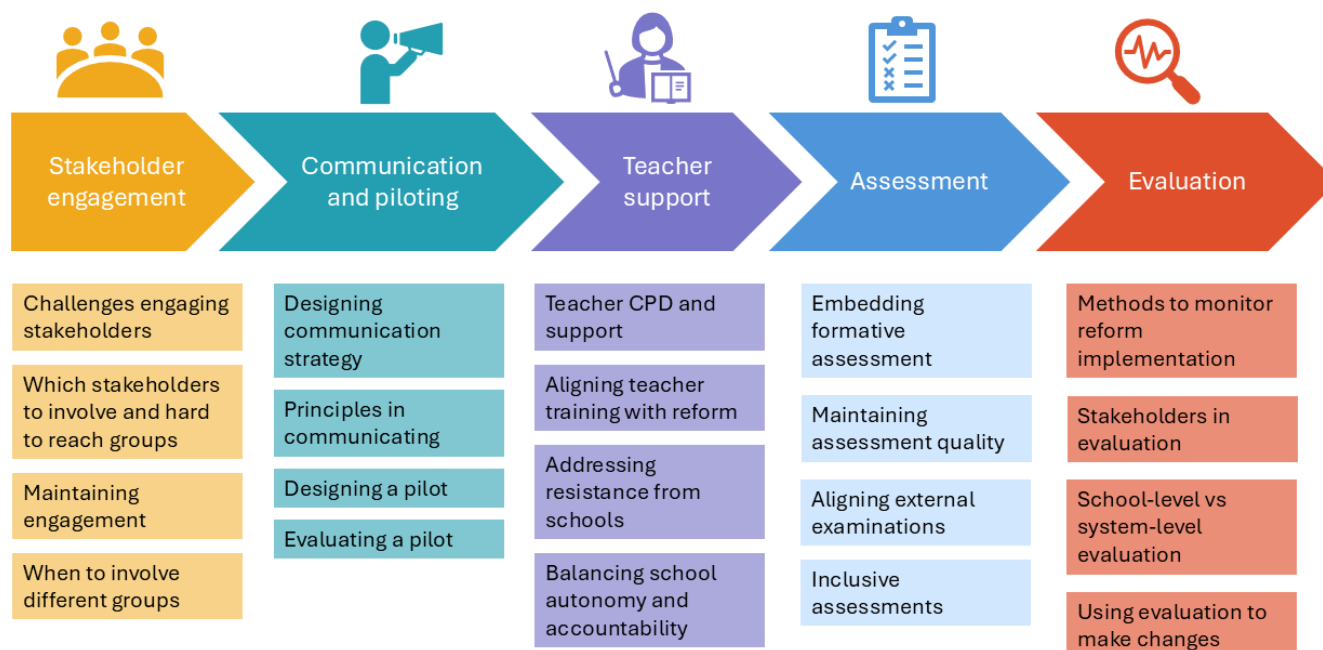 Stakeholder
engagement
Communication
and piloting
Teacher
support
Assessment
Evaluation
Challenges engaging
stakeholders
Which stakeholders
to involve and hard
to reach groups
Maintaining
engagement
When to involve
different groups
Designing
communication
strategy
Principles in
communicating
Designing a pilot
Evaluating a pilot
Teacher CPD and
support
Aligning teacher
training with reform
Addressing
resistance from
schools
Balancing school
autonomy and
accountability
Embedding
formative
assessment
Maintaining
assessment quality
Aligning external
examinations
Inclusive
assessments
Methods to monitor
reform
implementation
Stakeholders in
evaluation
School-level vs
system-level
evaluation
Using evaluation to
make changes